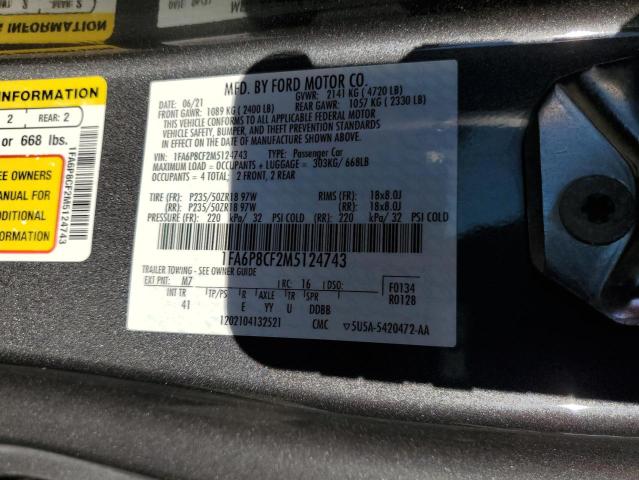 INFORMATION
2 REAR: 2
or 668 lbs.
EE OWNERS
ANUAL FOR
1FA6P8CF2M5124743
MFD. BY FORD MOTOR CO.
06/21 GVWR: 2141 KG ( 4720 LB)
FRONT GAWR: 1089 KG ( 2400 LB) REAR GAWR: 1057 KG ( 2330 LB)
THIS VEHICLE CONFORMS TO ALL APPLICABLE FEDERAL MOTOR
VEHICLE SAFETY, BUMPER, AND THEFT PREVENTION STANDARDS
IN EFFECT ON THE DATE OF MANUFACTURE SHOWN ABOVE.
VIN: 1FA6P8CF2M5124743 TYPE: Passenger Car
MAXIMUM LOAD = OCCUPANTS + LUGGAGE = 303KG/ 668LB
OCCUPANTS = 4 TOTAL: 2 FRONT, 2 REAR
TIRE (FR): P235/50ZR18 97W RIMS (FR): 18x8.0J
(RR): P235/50ZR18 97W (RR): 18x8.0J
PRESSURE (FR): 220 kPa/ 32 PSI COLD (RR): 220 kPa/ 32 PSI COLD
1FA6P8CF2M5124743
TRAILER TOWING - SEE OWNER GUIDE
EXT PNT: M7 RC: 16 DSO: F0134
INT TR TP/PS R AXLE TR SPR R0128
41 E YY U DDBB
1202104132521 CMC 5U5A-5420472-AA